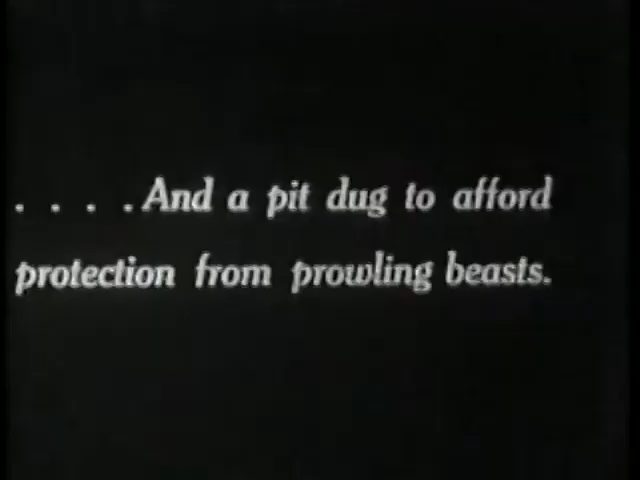 . . . . And a pit dug to afford
protection from prowling beasts.